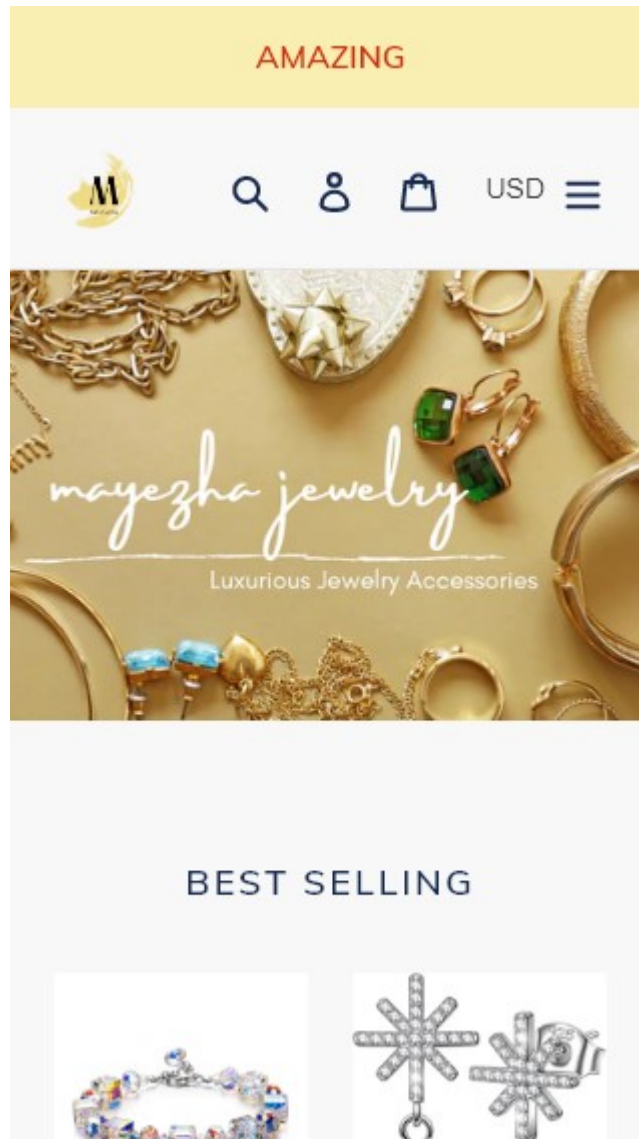 AMAZING
M
USD
mayezha jewelry
Luxurious Jewelry Accessories
BEST SELLING